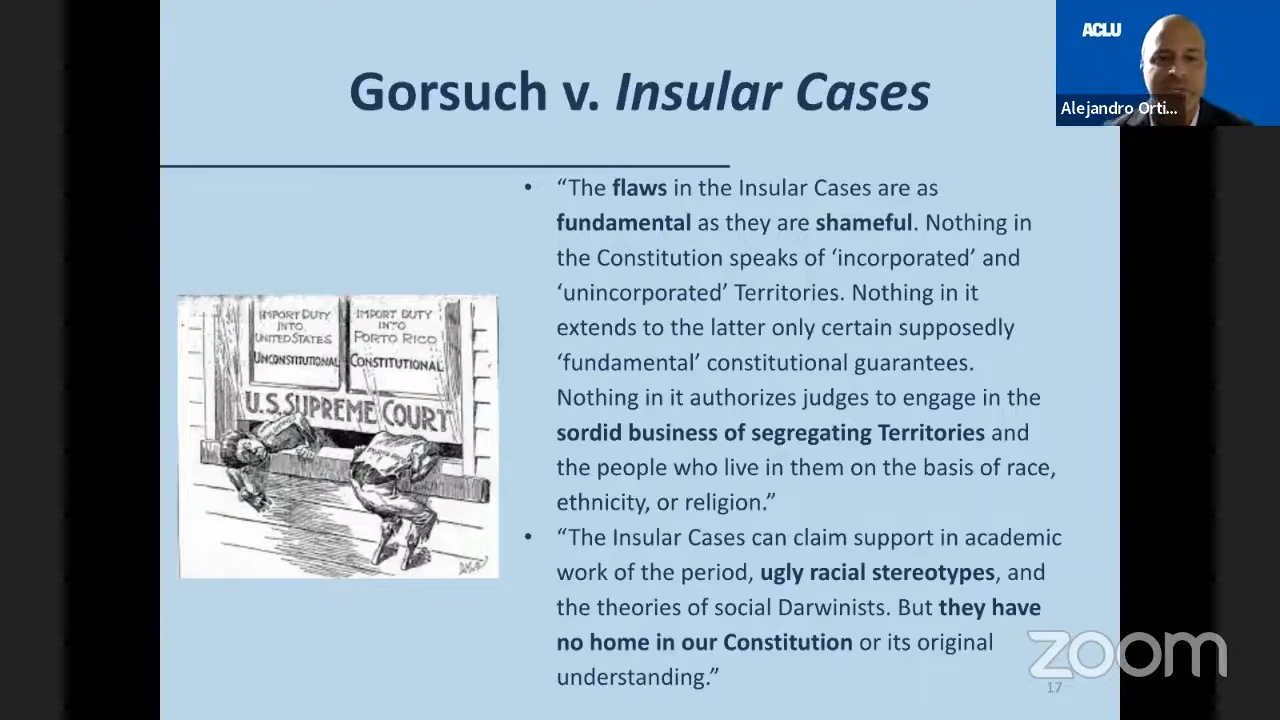 Gorsuch v. Insular Cases
ACLU
Alejandro Orti...
• “The flaws in the Insular Cases are as
fundamental as they are shameful. Nothing in
the Constitution speaks of ‘incorporated’ and
‘unincorporated’ Territories. Nothing in it
extends to the latter only certain supposedly
‘fundamental’ constitutional guarantees.
Nothing in it authorizes judges to engage in the
sordid business of segregating Territories and
the people who live in them on the basis of race,
ethnicity, or religion.”
• “The Insular Cases can claim support in academic
work of the period, ugly racial stereotypes, and
the theories of social Darwinists. But they have
no home in our Constitution or its original
understanding.”
IMPORT DUTY
INTO
UNITED STATES
UNCONSTITUTIONAL
IMPORT DUTY
INTO
PORTO RICO
CONSTITUTIONAL
U.S. SUPREME COURT
zoom
17